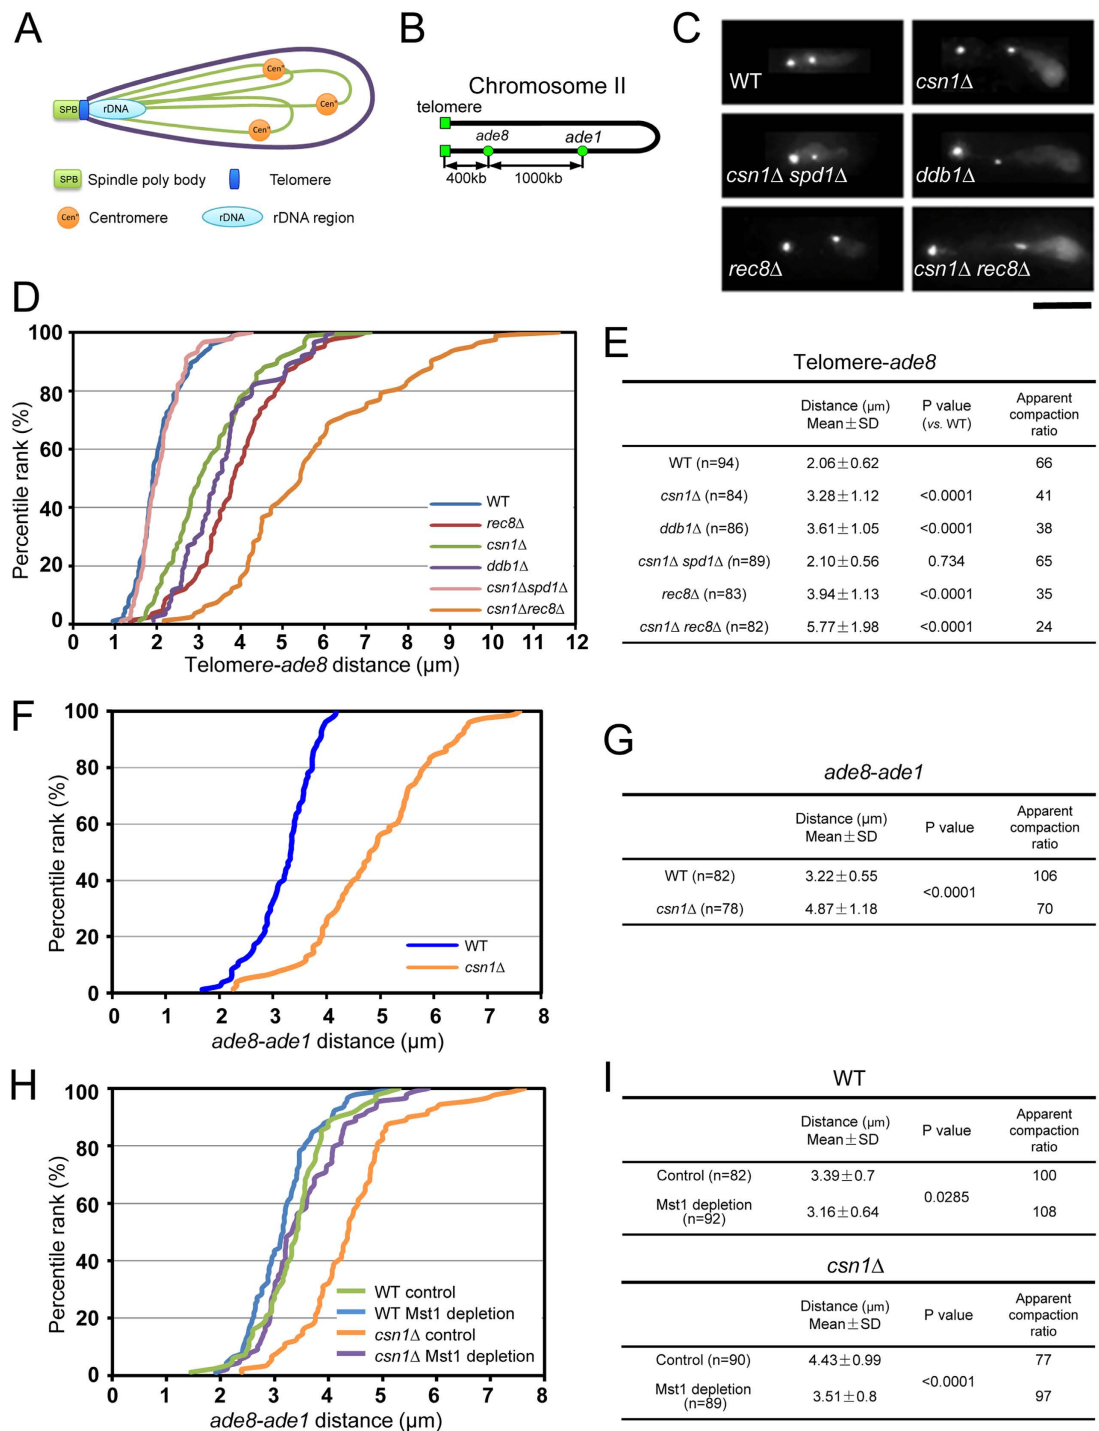 A
SPB
rDNA
Cen"
Cen"
Cen"
SPB Spindle poly body
Telomere
Cen" Centromere
rDNA rDNA region
B
Chromosome II
telomere
ade8
ade1
400kb
1000kb
C
WT
csn1Δ
csn1Δ spd1Δ
ddb1Δ
rec8Δ
csn1Δ rec8Δ
D
Percentile rank (%)
100
80
60
40
20
0
WT
rec8Δ
csn1Δ
ddb1Δ
csn1Δspd1Δ
csn1Δrec8Δ
0 1 2 3 4 5 6 7 8 9 10 11 12
Telomere-ade8 distance (µm)
E
Telomere-ade8
Distance (µm) Mean±SD P value (vs. WT) Apparent compaction ratio
WT (n=94) 2.06±0.62 66
csn1Δ (n=84) 3.28±1.12 <0.0001 41
ddb1Δ (n=86) 3.61±1.05 <0.0001 38
csn1Δ spd1Δ (n=89) 2.10±0.56 0.734 65
rec8Δ (n=83) 3.94±1.13 <0.0001 35
csn1Δ rec8Δ (n=82) 5.77±1.98 <0.0001 24
F
Percentile rank (%)
100
80
60
40
20
0
WT
csn1Δ
0 1 2 3 4 5 6 7 8
ade8-ade1 distance (µm)
G
ade8-ade1
Distance (µm) Mean±SD P value Apparent compaction ratio
WT (n=82) 3.22±0.55 106
<0.0001
csn1Δ (n=78) 4.87±1.18 70
H
Percentile rank (%)
100
80
60
40
20
0
WT control
WT Mst1 depletion
csn1Δ control
csn1Δ Mst1 depletion
0 1 2 3 4 5 6 7 8
ade8-ade1 distance (µm)
I
WT
Distance (µm) Mean±SD P value Apparent compaction ratio
Control (n=82) 3.39±0.7 100
0.0285
Mst1 depletion (n=92) 3.16±0.64 108
csn1Δ
Distance (µm) Mean±SD P value Apparent compaction ratio
Control (n=90) 4.43±0.99 77
<0.0001
Mst1 depletion (n=89) 3.51±0.8 97